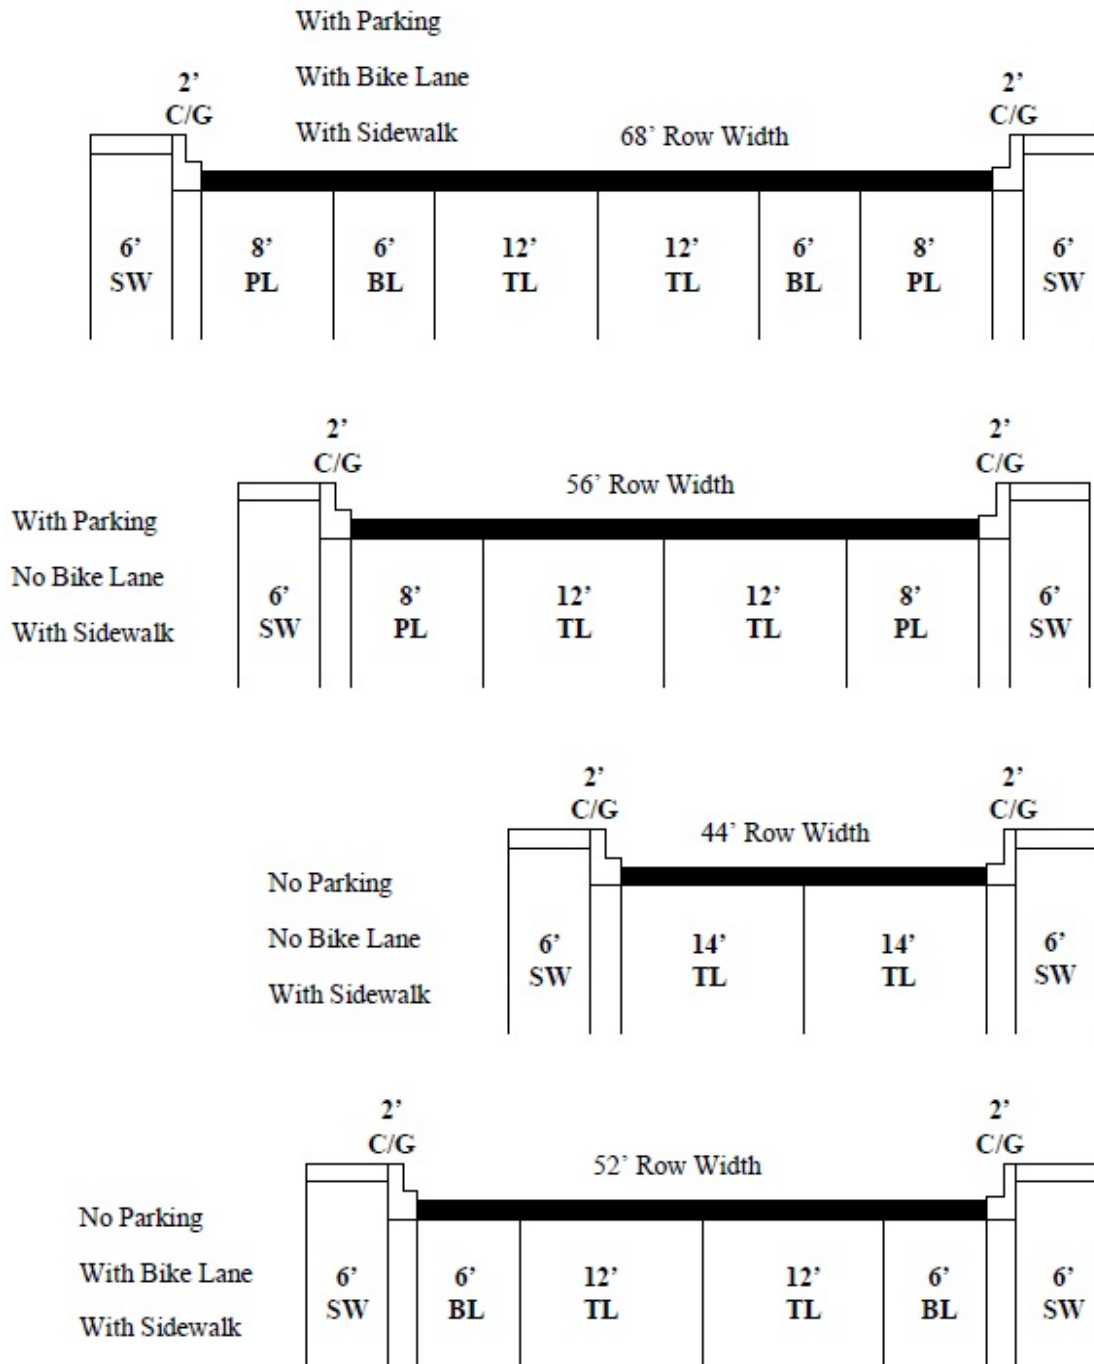 With Parking
With Bike Lane
With Sidewalk
2’
C/G
68’ Row Width
2’
C/G
6’ 8’ 6’ 12’ 12’ 6’ 8’ 6’
SW PL BL TL TL BL PL SW
2’
C/G
56’ Row Width
2’
C/G
With Parking
No Bike Lane
With Sidewalk
6’ 8’ 12’ 12’ 8’ 6’
SW PL TL TL PL SW
2’
C/G
44’ Row Width
2’
C/G
No Parking
No Bike Lane
With Sidewalk
6’ 14’ 14’ 6’
SW TL TL SW
2’
C/G
52’ Row Width
2’
C/G
No Parking
With Bike Lane
With Sidewalk
6’ 6’ 12’ 12’ 6’ 6’
SW BL TL TL BL SW